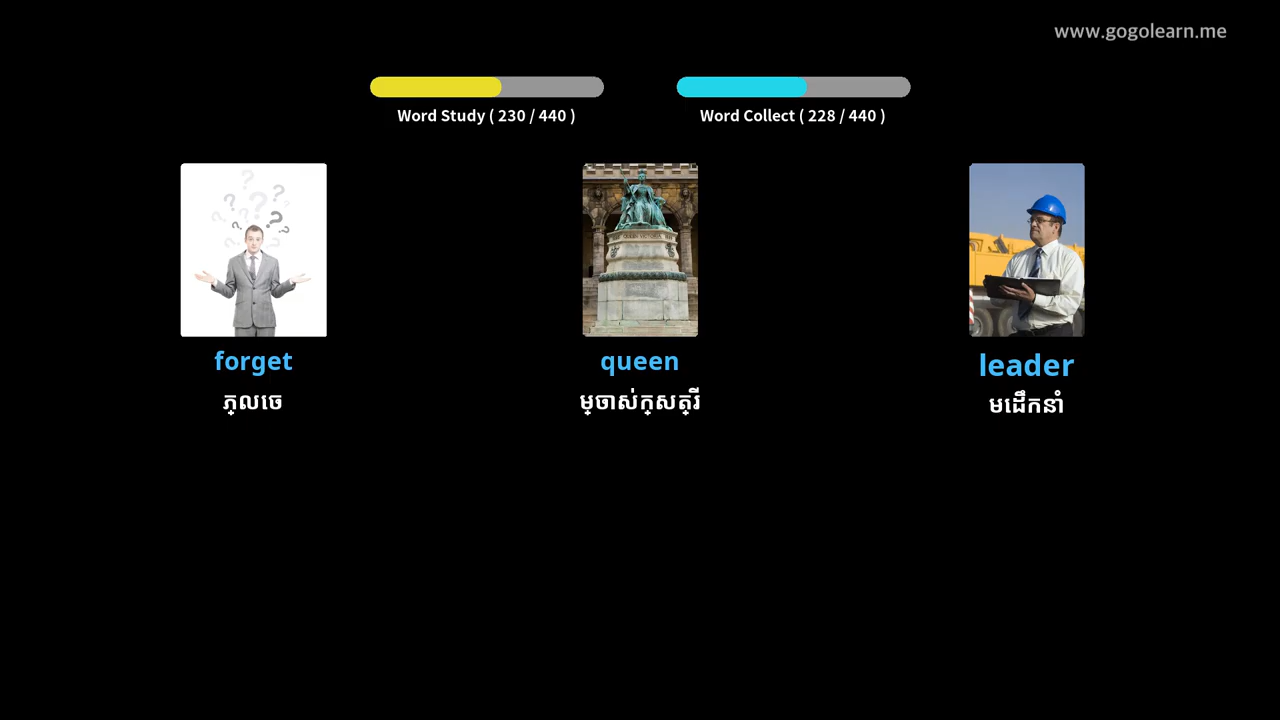 www.gogolearn.me
Word Study ( 230 / 440 )
Word Collect ( 228 / 440 )
forget
queen
leader
ភ្លេច
ម្ចាស់ក្សត្រី
មដឹកនាំ